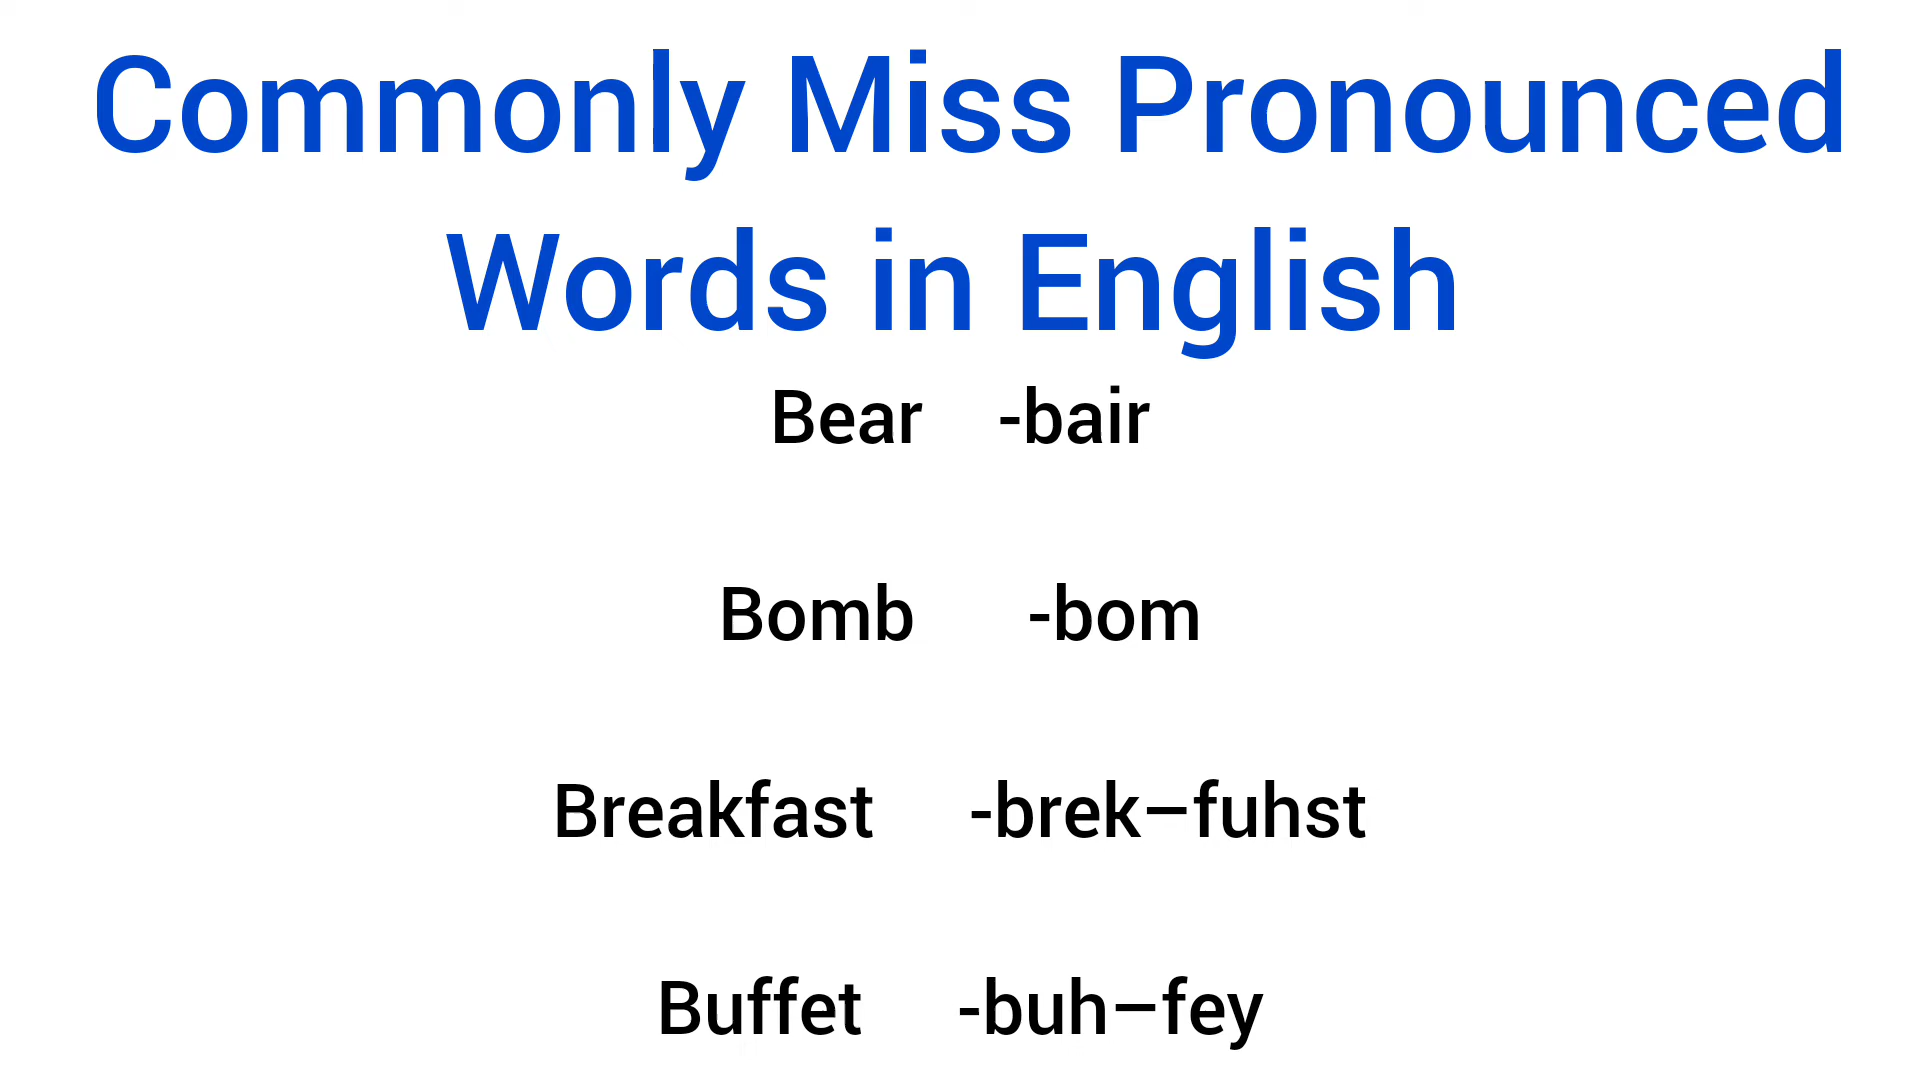 Commonly Miss Pronounced
Words in English
Bear -bair
Bomb -bom
Breakfast -brek–fuhst
Buffet -buh–fey